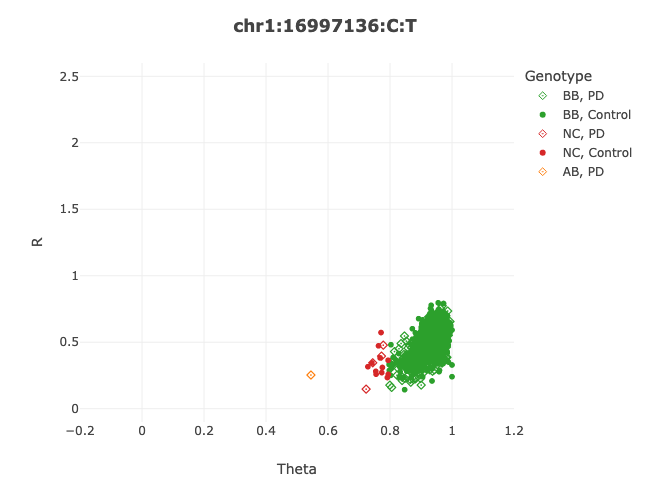 chr1:16997136:C:T
Genotype
BB, PD
BB, Control
NC, PD
NC, Control
AB, PD
2.5
2
1.5
1
0.5
0
R
−0.2 0 0.2 0.4 0.6 0.8 1 1.2
Theta